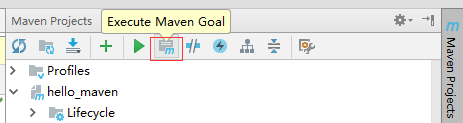 Maven Projects
Execute Maven Goal
Profiles
hello_maven
Lifecycle
Maven Projects